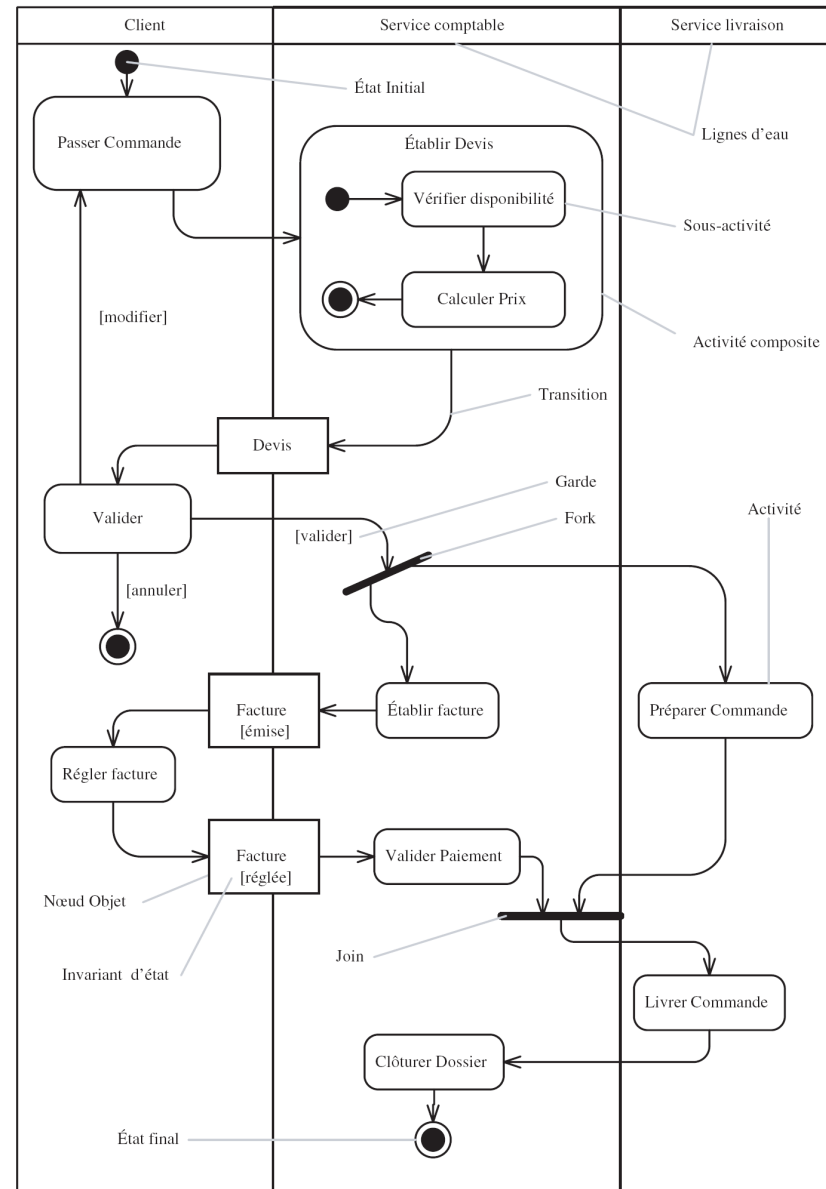 Client
Service comptable
Service livraison
État Initial
Lignes d'eau
Passer Commande
Établir Devis
Vérifier disponibilité
Sous-activité
Calculer Prix
[modifier]
Activité composite
Transition
Devis
Garde
Valider
[valider]
Fork
Activité
[annuler]
Facture
[émise]
Établir facture
Préparer Commande
Régler facture
Facture
[réglée]
Valider Paiement
Nœud Objet
Join
Invariant d'état
Livrer Commande
Clôturer Dossier
État final